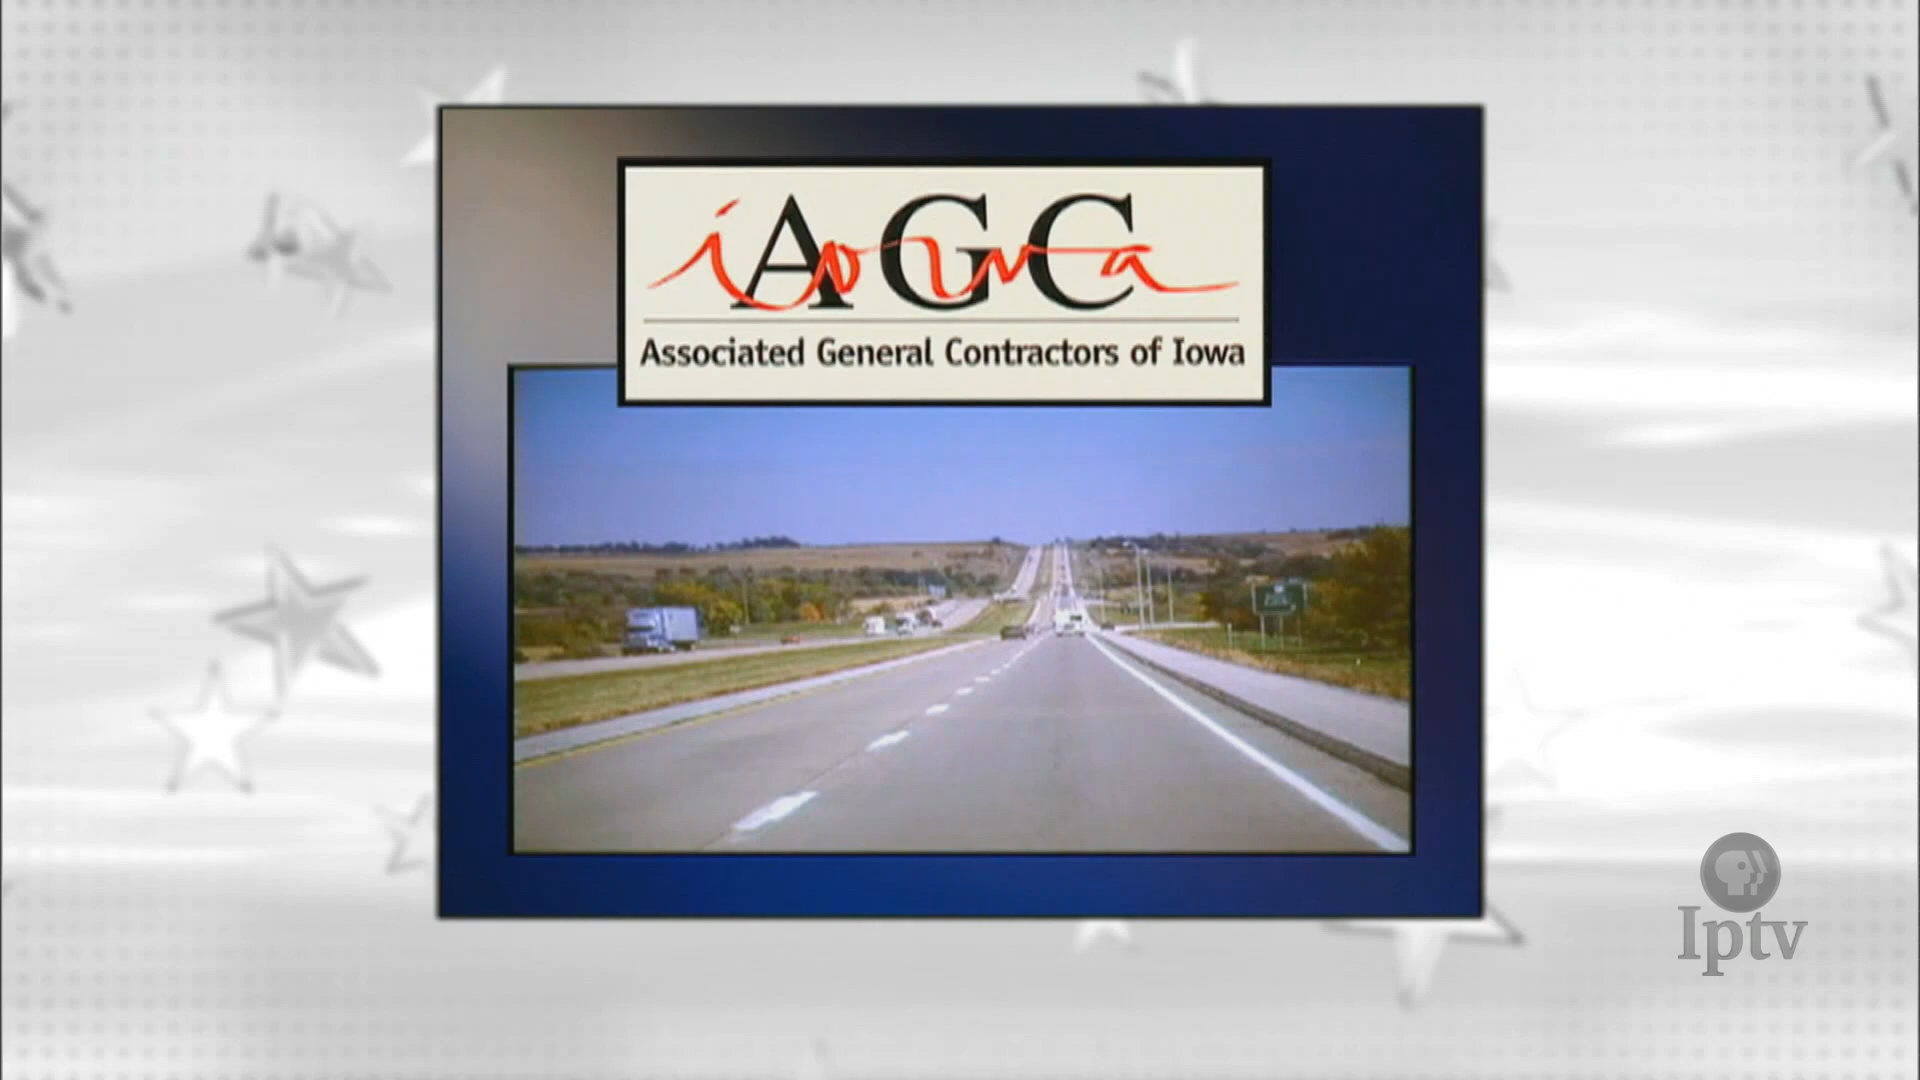 AGC
iowa
Associated General Contractors of Iowa
Iptv